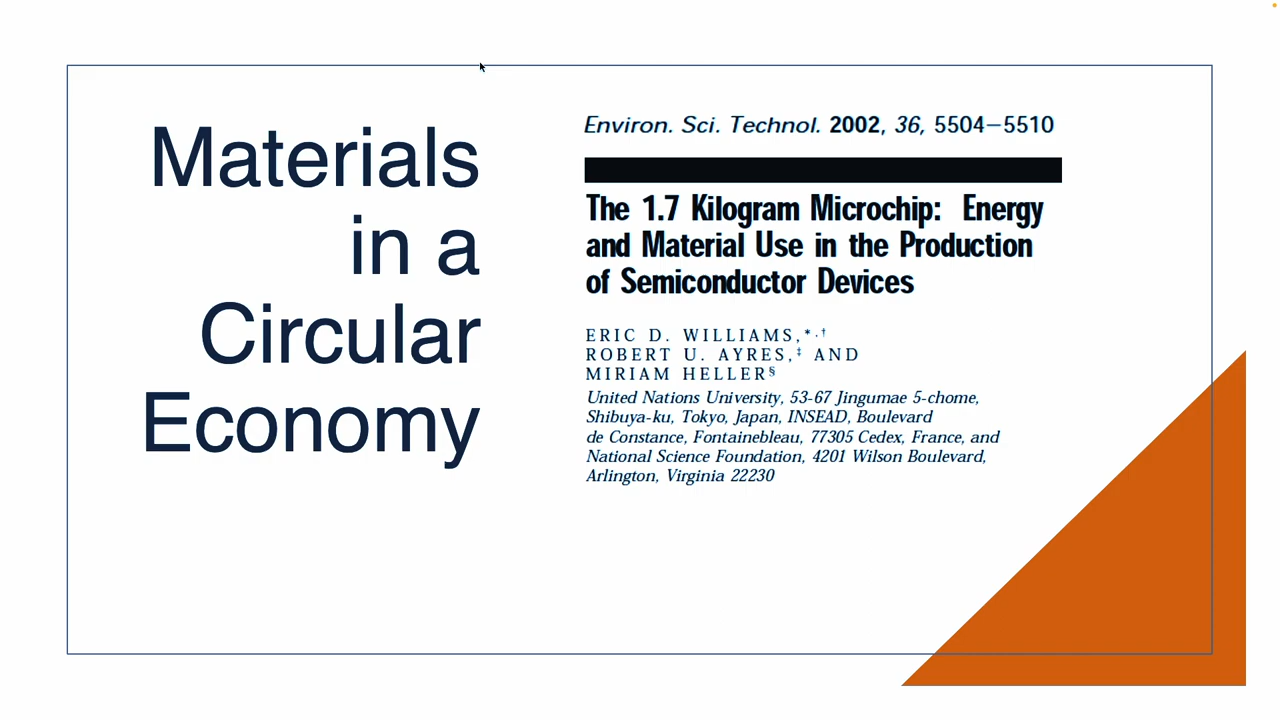 Materials
in a
Circular
Economy
Environ. Sci. Technol. 2002, 36, 5504–5510
The 1.7 Kilogram Microchip: Energy
and Material Use in the Production
of Semiconductor Devices
ERIC D. WILLIAMS,*,†
ROBERT U. AYRES,‡ AND
MIRIAM HELLER§
United Nations University, 53-67 Jingumae 5-chome,
Shibuya-ku, Tokyo, Japan, INSEAD, Boulevard
de Constance, Fontainebleau, 77305 Cedex, France, and
National Science Foundation, 4201 Wilson Boulevard,
Arlington, Virginia 22230